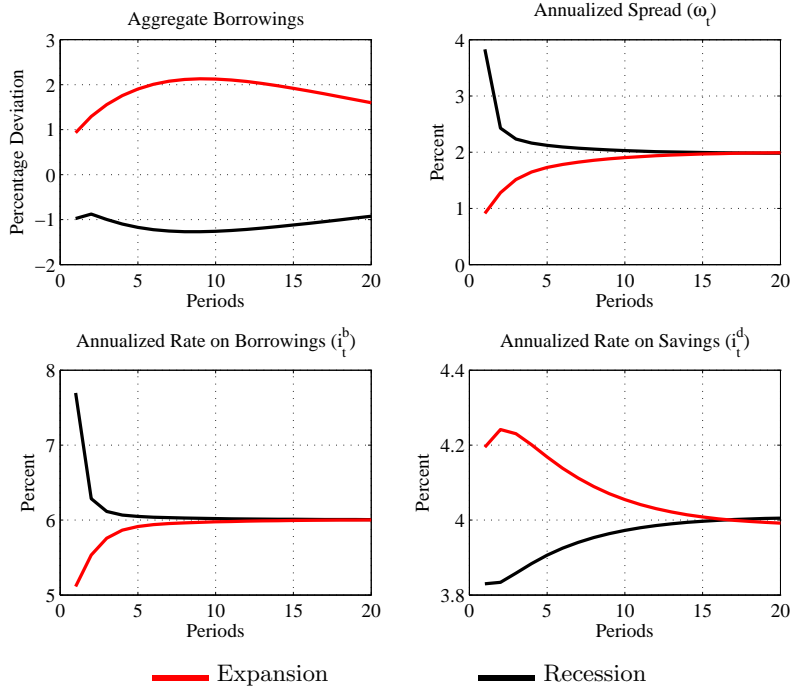 Aggregate Borrowings
Percentage Deviation
3
2
1
0
−1
−2
0 5 10 15 20
Periods
Annualized Spread (ω_t)
Percent
4
3
2
1
0
0 5 10 15 20
Periods
Annualized Rate on Borrowings (i_t^b)
Percent
8
7
6
5
0 5 10 15 20
Periods
Annualized Rate on Savings (i_t^d)
Percent
4.4
4.2
4
3.8
0 5 10 15 20
Periods
Expansion Recession